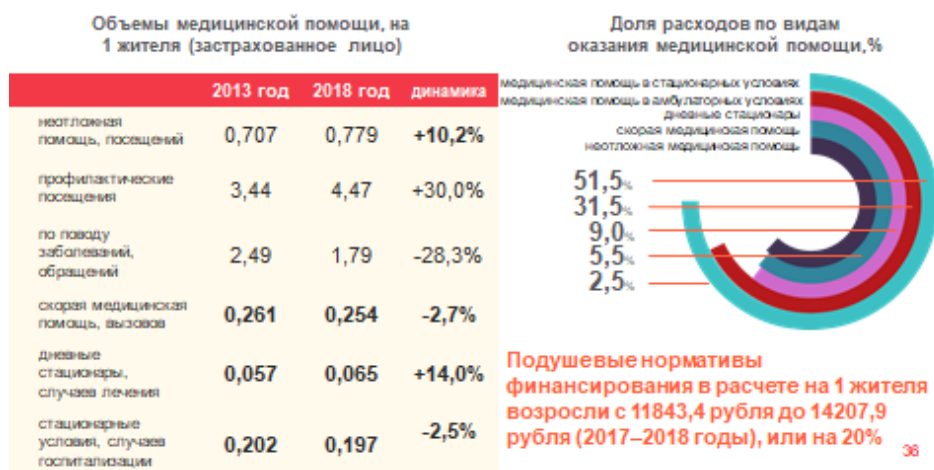 Объемы медицинской помощи, на
1 жителя (застрахованное лицо)
2013 год 2018 год динамика
неотложная
помощь, посещений 0,707 0,779 +10,2%
профилактические
посещения 3,44 4,47 +30,0%
по поводу
заболеваний,
обращений 2,49 1,79 -28,3%
скорая медицинская
помощь, вызовов 0,261 0,254 -2,7%
дневные
стационары,
случаев лечения 0,057 0,065 +14,0%
стационарные
условия, случаев
госпитализации 0,202 0,197 -2,5%
Доля расходов по видам
оказания медицинской помощи,%
медицинская помощь в стационарных условиях
медицинская помощь в амбулаторных условиях
дневные стационары
скорая медицинская помощь
неотложная медицинская помощь
51,5%
31,5%
9,0%
5,5%
2,5%
Подушевые нормативы
финансирования в расчете на 1 жителя
возросли с 11843,4 рубля до 14207,9
рубля (2017–2018 годы), или на 20%
36